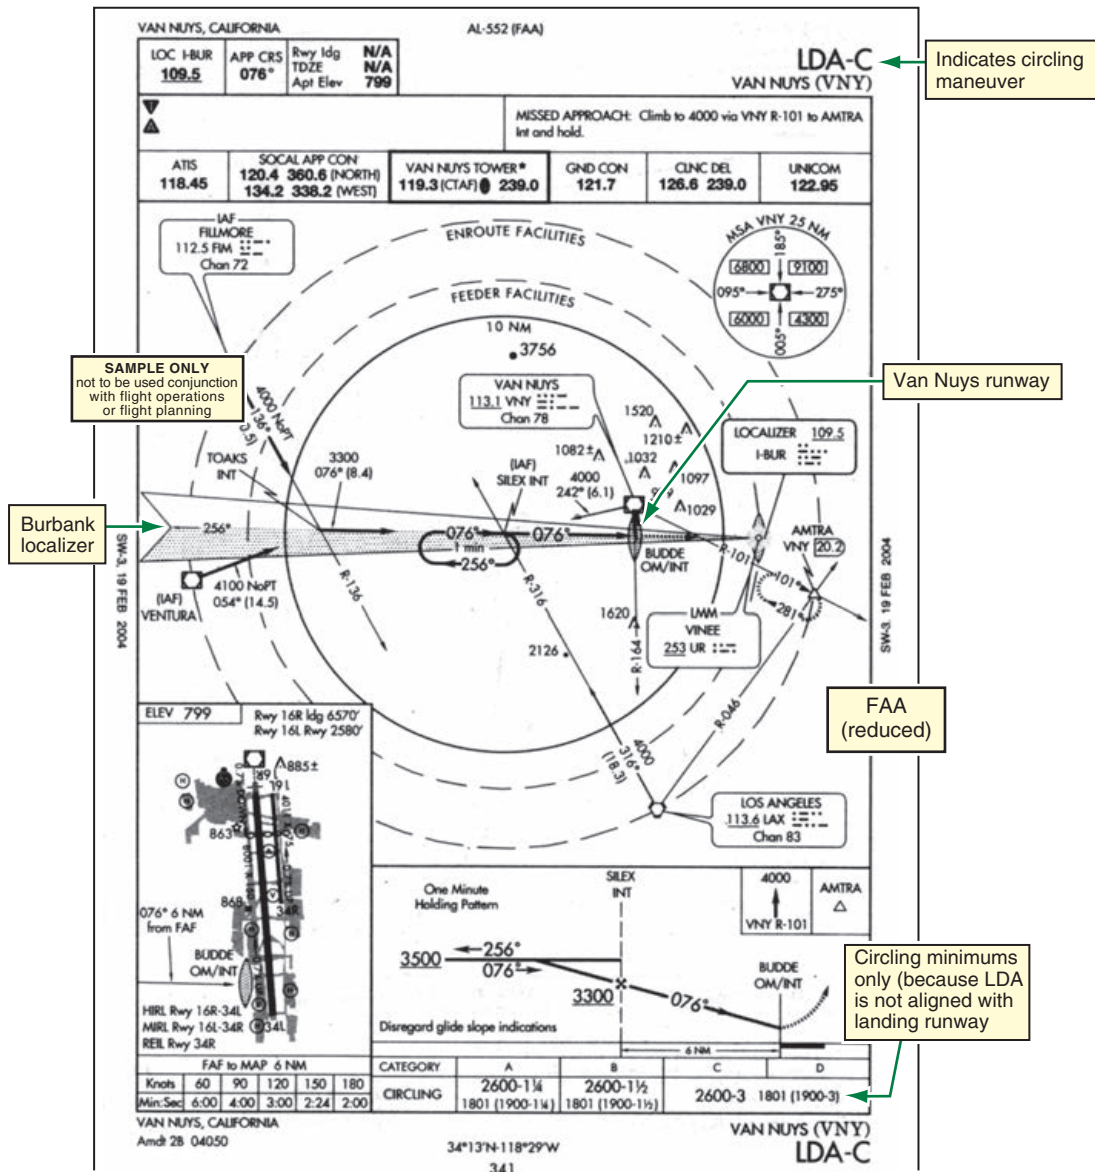 VAN NUYS, CALIFORNIA
AL-552 (FAA)
LOC I-BUR
109.5
APP CRS
076°
Rwy ldg N/A
TDZE N/A
Apt Elev 799
LDA-C
VAN NUYS (VNY)
Indicates circling
maneuver
T
A
MISSED APPROACH: Climb to 4000 via VNY R-101 to AMTRA
Int and hold.
ATIS
118.45
SOCAL APP CON
120.4 360.6 (NORTH)
134.2 338.2 (WEST)
VAN NUYS TOWER*
119.3 (CTAF) 239.0
GND CON
121.7
CLNC DEL
126.6 239.0
UNICOM
122.95
IAF
FILLMORE
112.5 FIM
Chan 72
ENROUTE FACILITIES
FEEDER FACILITIES
10 NM
3756
MSA VNY 25 NM
185°
6800
9100
095°
275°
6000
4300
005°
SAMPLE ONLY
not to be used conjunction
with flight operations
or flight planning
4000 NoPT
136°
0.5)
TOAKS
INT
3300
076° (8.4)
VAN NUYS
113.1 VNY
Chan 78
(IAF)
SILEX INT
4000
242° (6.1)
1520
1210±
1082±
1032
1097
1029
Van Nuys runway
LOCALIZER 109.5
I-BUR
Burbank
localizer
256°
076°
076°
1 min
256°
BUDDE
OM/INT
AMTRA
VNY 20.2
R-101
101°
281°
(IAF)
VENTURA
4100 NoPT
054° (14.5)
R-136
R-316
1620
R-164
2126
LMM
VINEE
253 UR
R-046
4000
316°
(18.3)
LOS ANGELES
113.6 LAX
Chan 83
SW-3, 19 FEB 2004
SW-3, 19 FEB 2004
FAA
(reduced)
ELEV 799
Rwy 16R ldg 6570'
Rwy 16L Rwy 2580'
885±
16R
16L
863
868
34R
34L
076° 6 NM
from FAF
BUDDE
OM/INT
HIRL Rwy 16R-34L
MIRL Rwy 16L-34R
REIL Rwy 34R
FAF to MAP 6 NM
Knots 60 90 120 150 180
Min:Sec 6:00 4:00 3:00 2:24 2:00
One Minute
Holding Pattern
SILEX
INT
4000
VNY R-101
AMTRA
3500
256°
076°
3300
076°
BUDDE
OM/INT
Disregard glide slope indications
6 NM
CATEGORY A B C D
CIRCLING
2600-1¼
1801 (1900-1¼)
2600-1½
1801 (1900-1½)
2600-3 1801 (1900-3)
Circling minimums
only (because LDA
is not aligned with
landing runway
VAN NUYS, CALIFORNIA
Amdt 2B 04050
34°13'N-118°29'W
341
VAN NUYS (VNY)
LDA-C